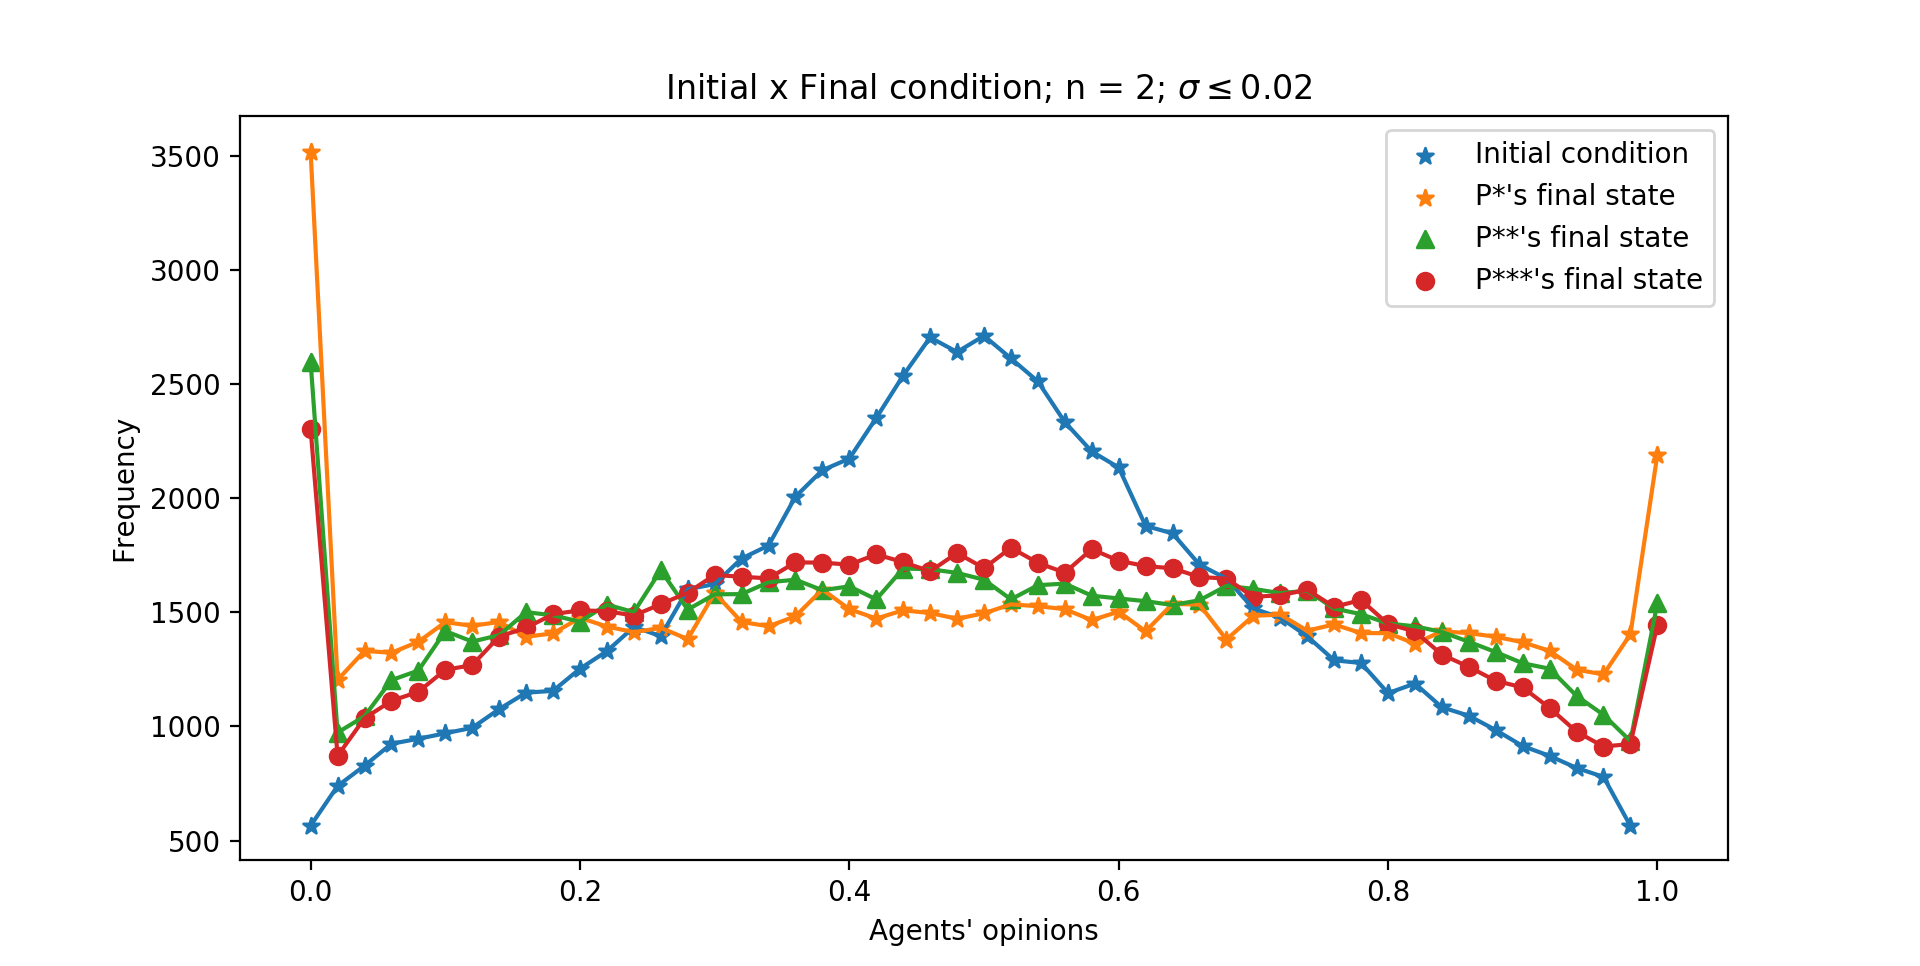 Initial x Final condition; n = 2; σ ≤ 0.02
Initial condition
P*'s final state
P**'s final state
P***'s final state
3500
3000
2500
2000
1500
1000
500
Frequency
0.0 0.2 0.4 0.6 0.8 1.0
Agents' opinions